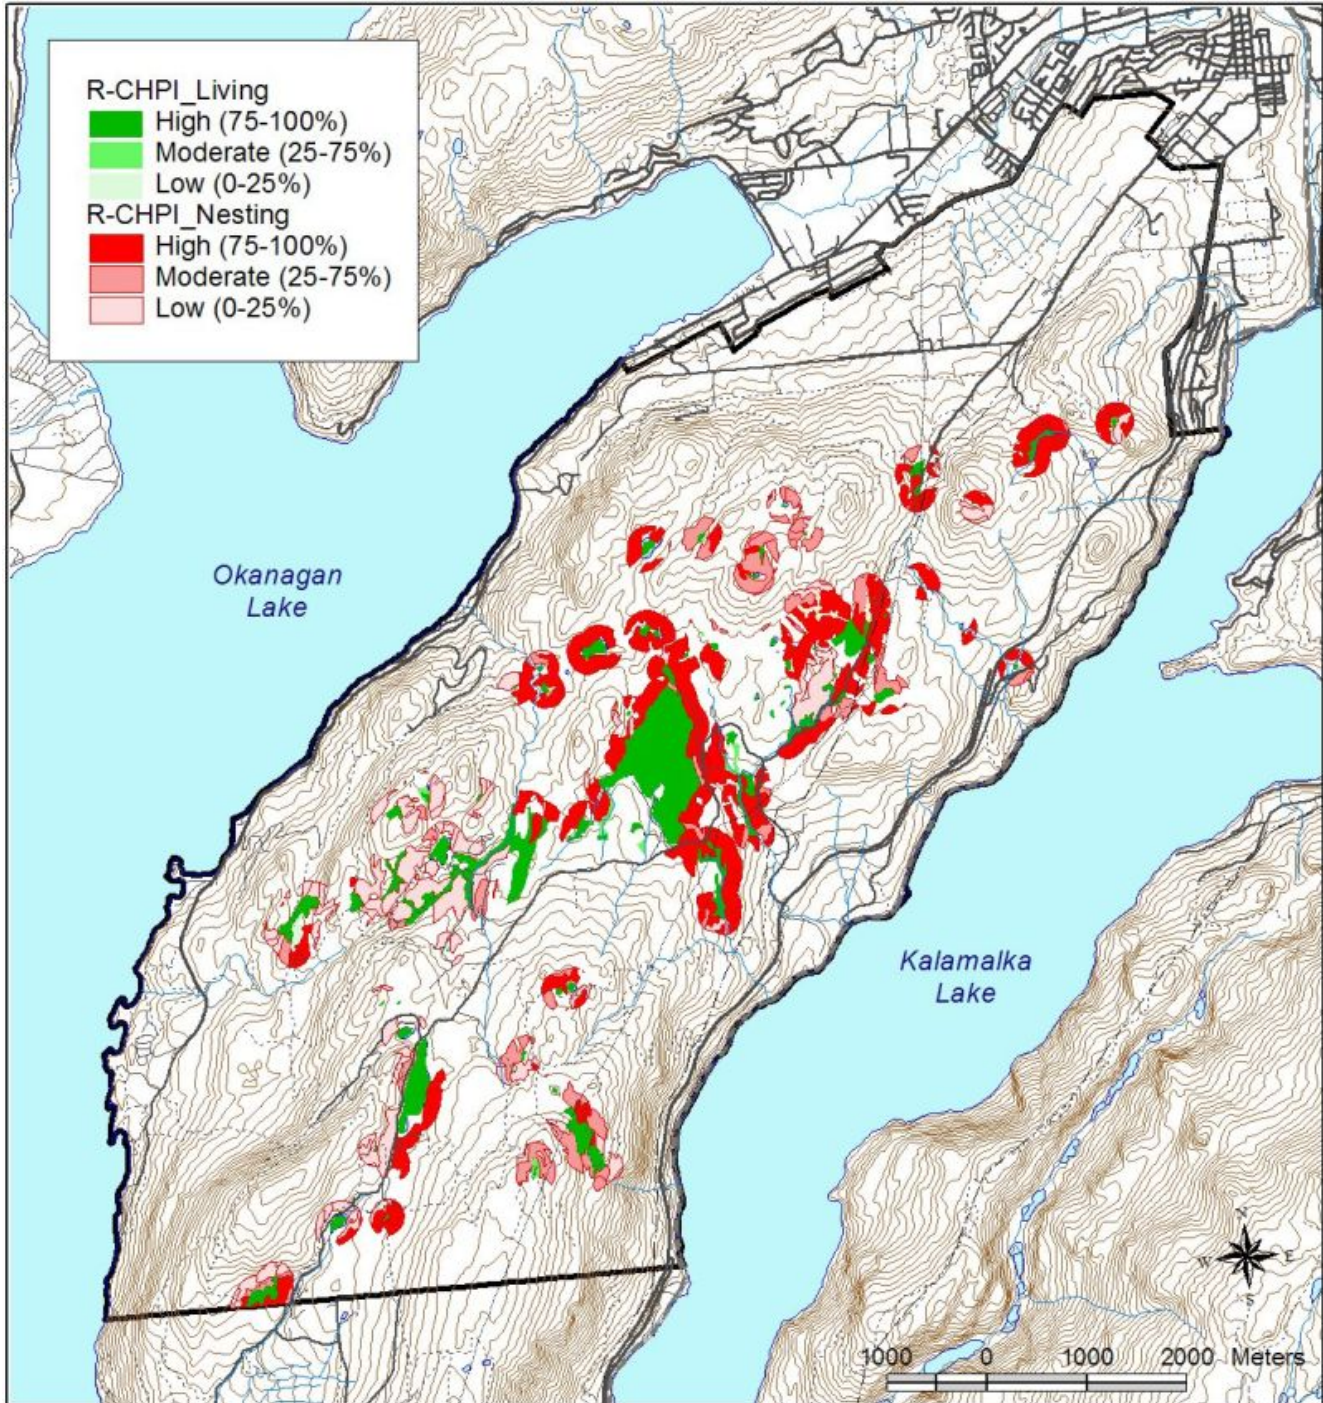 R-CHPI_Living
High (75-100%)
Moderate (25-75%)
Low (0-25%)
R-CHPI_Nesting
High (75-100%)
Moderate (25-75%)
Low (0-25%)
Okanagan
Lake
Kalamalka
Lake
N
W E
S
1000 0 1000 2000 Meters